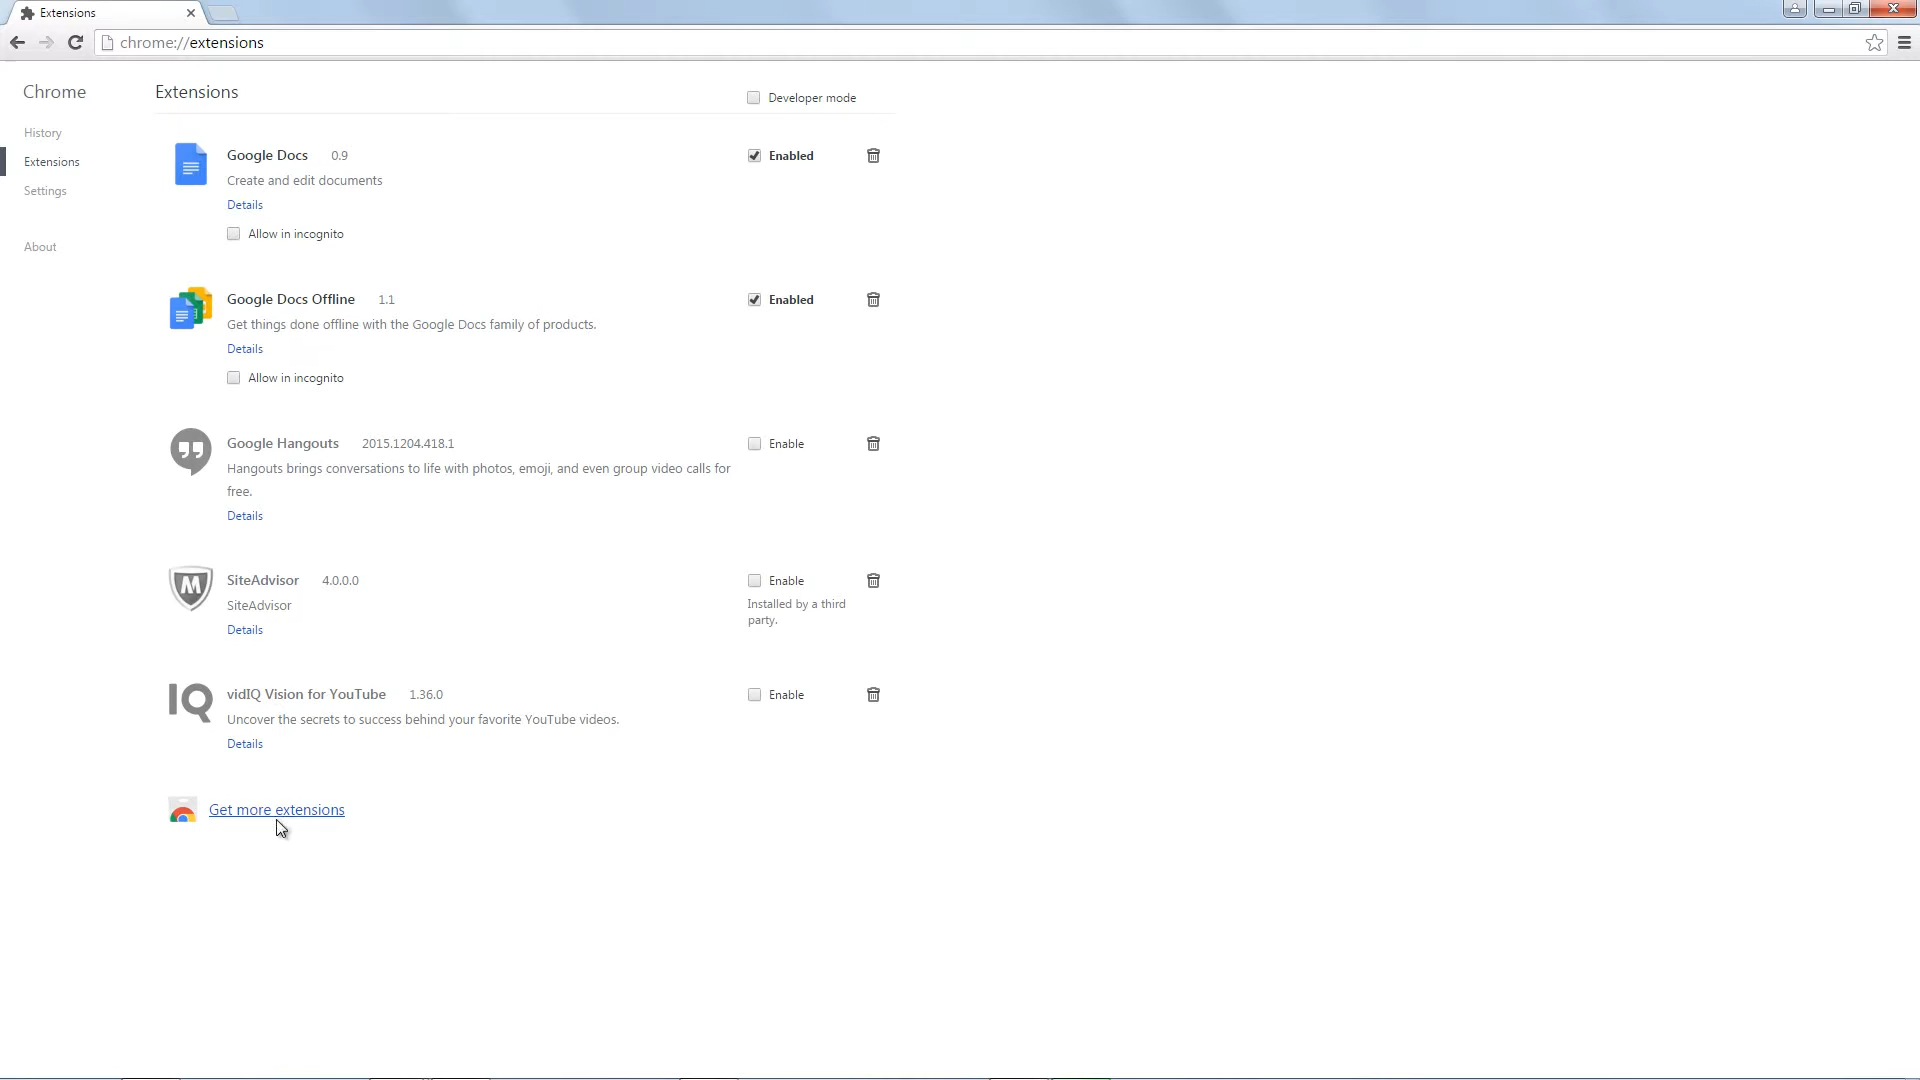 Extensions
chrome://extensions
Chrome
Extensions
Developer mode
History
Extensions
Settings
About
Google Docs 0.9
Enabled
Create and edit documents
Details
Allow in incognito
Google Docs Offline 1.1
Enabled
Get things done offline with the Google Docs family of products.
Details
Allow in incognito
Google Hangouts 2015.1204.418.1
Enable
Hangouts brings conversations to life with photos, emoji, and even group video calls for
free.
Details
SiteAdvisor 4.0.0.0
Enable
SiteAdvisor
Installed by a third
party.
Details
vidIQ Vision for YouTube 1.36.0
Enable
Uncover the secrets to success behind your favorite YouTube videos.
Details
IQ
M
Get more extensions